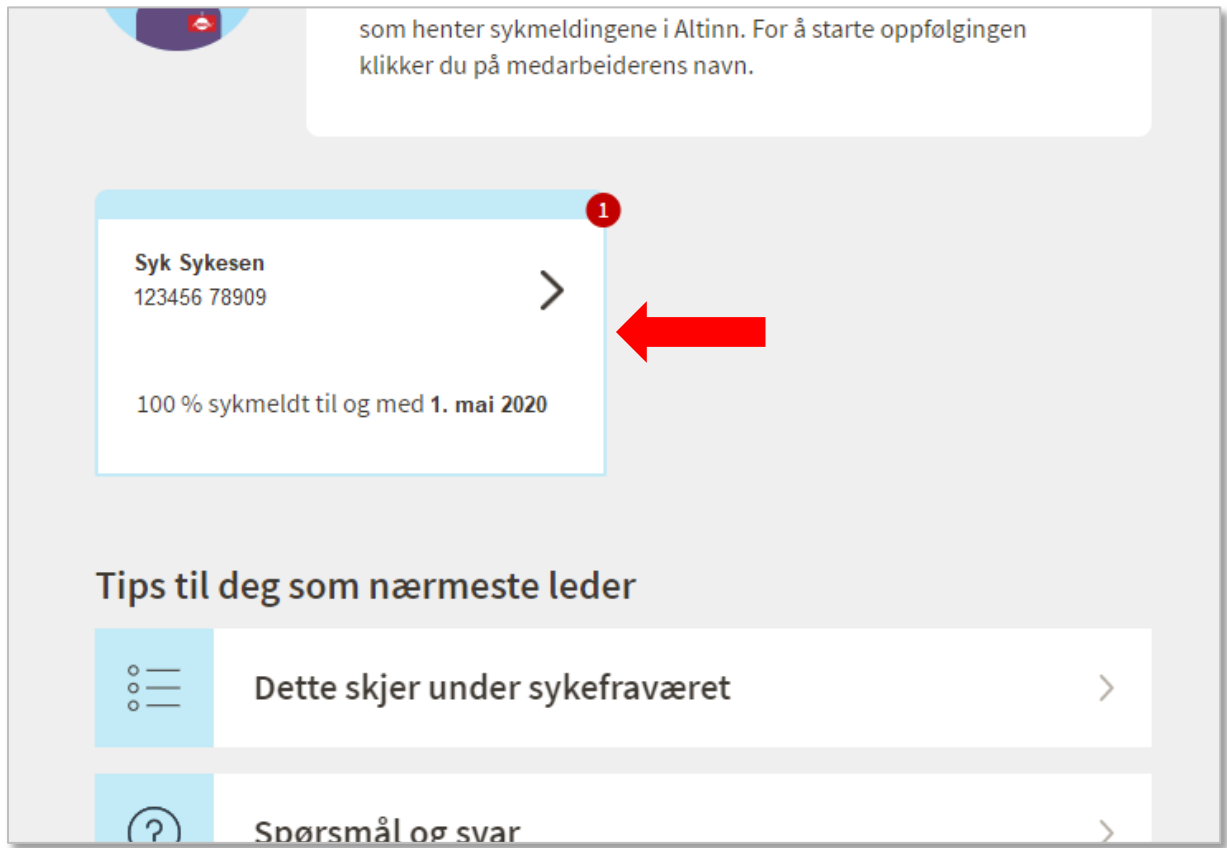 som henter sykmeldingene i Altinn. For å starte oppfølgingen
klikker du på medarbeiderens navn.
1
Syk Sykesen
123456 78909
100 % sykmeldt til og med 1. mai 2020
Tips til deg som nærmeste leder
Dette skjer under sykefraværet
?
Spørsmål og svar